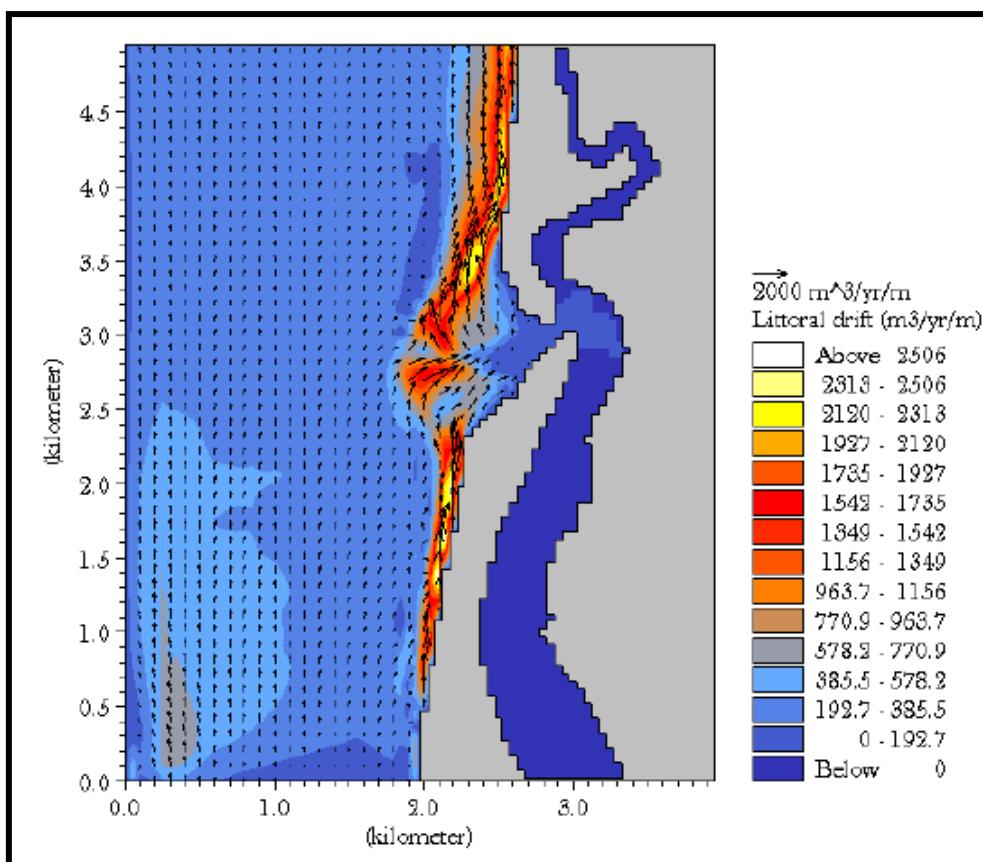 4.5
4.0
3.5
3.0
2.5
2.0
1.5
1.0
0.5
0.0
(kilometer)
0.0 1.0 2.0 3.0
(kilometer)
2000 m^3/yr/m
Littoral drift (m3/yr/m)
Above 2506
2313 - 2506
2120 - 2313
1927 - 2120
1735 - 1927
1542 - 1735
1349 - 1542
1156 - 1349
963.7 - 1156
770.9 - 963.7
578.2 - 770.9
385.5 - 578.2
192.7 - 385.5
0 - 192.7
Below 0